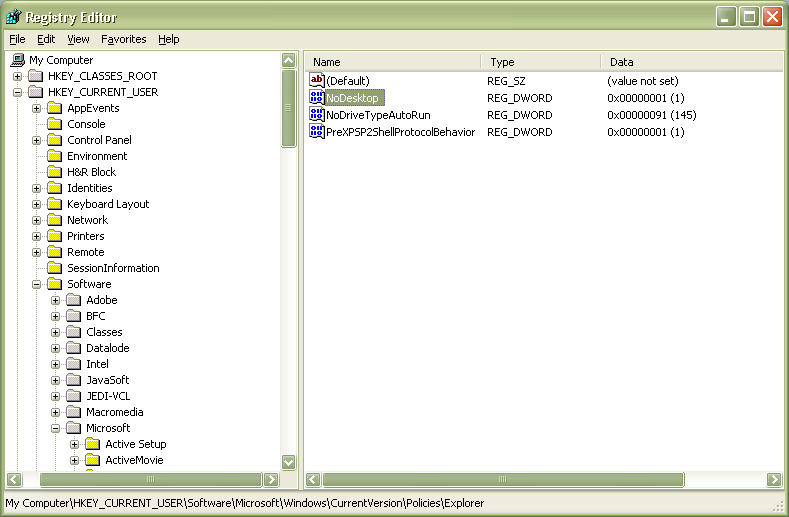 Registry Editor
File Edit View Favorites Help
My Computer
HKEY_CLASSES_ROOT
HKEY_CURRENT_USER
AppEvents
Console
Control Panel
Environment
H&R Block
Identities
Keyboard Layout
Network
Printers
Remote
SessionInformation
Software
Adobe
BFC
Classes
Datalode
Intel
JavaSoft
JEDI-VCL
Macromedia
Microsoft
Active Setup
ActiveMovie
Name Type Data
ab (Default) REG_SZ (value not set)
NoDesktop REG_DWORD 0x00000001 (1)
NoDriveTypeAutoRun REG_DWORD 0x00000091 (145)
PreXPSP2ShellProtocolBehavior REG_DWORD 0x00000001 (1)
My Computer\HKEY_CURRENT_USER\Software\Microsoft\Windows\CurrentVersion\Policies\Explorer